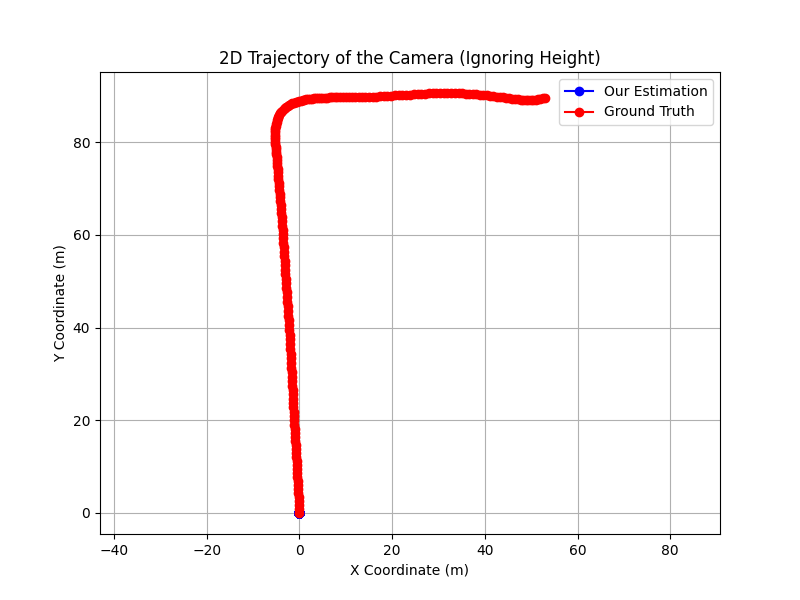 2D Trajectory of the Camera (Ignoring Height)
Our Estimation
Ground Truth
80
60
40
20
0
Y Coordinate (m)
−40 −20 0 20 40 60 80
X Coordinate (m)